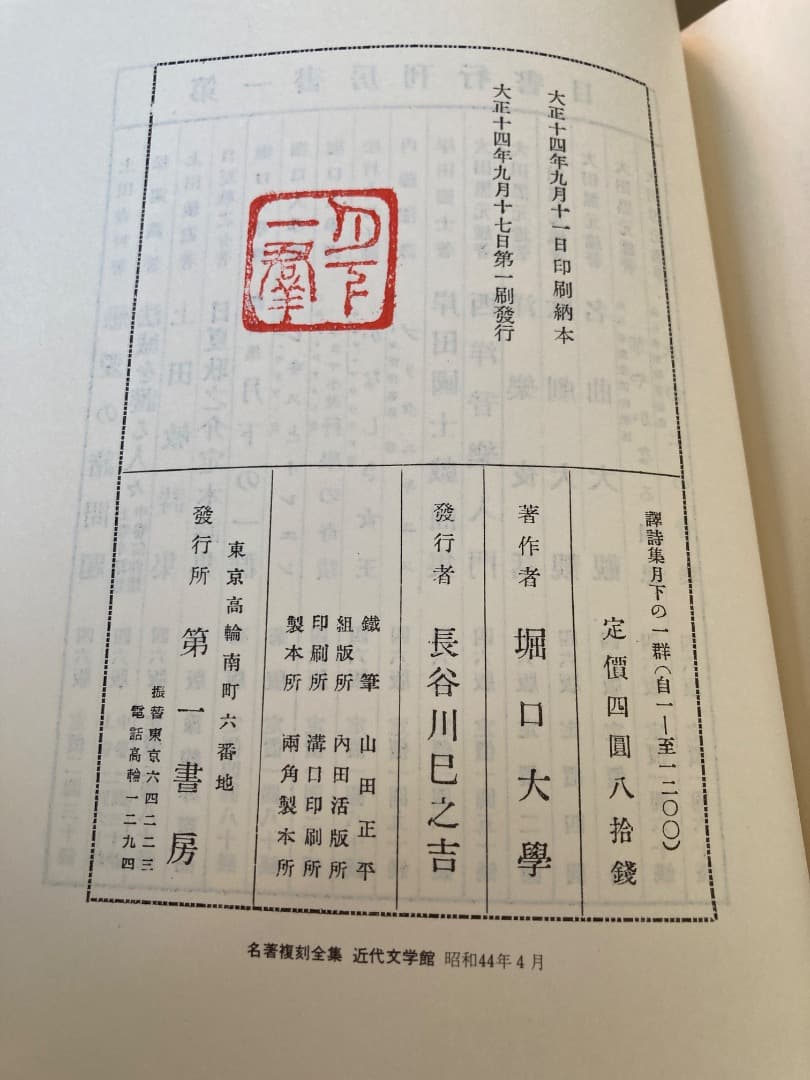 大正十四年九月十一日印刷納本
大正十四年九月十七日第一刷發行
月下
一羣
譯詩集月下の一群(自一―至一二〇〇)
定價四圓八拾錢
著作者 堀口大學
發行者 長谷川巳之吉
鐵筆 山田正平
組版所 内田活版所
印刷所 溝口印刷所
製本所 兩角製本所
東京高輪南町六番地
發行所 第一書房
振替東京六四二二三
電話高輪一二九四
名著複刻全集 近代文学館 昭和44年4月